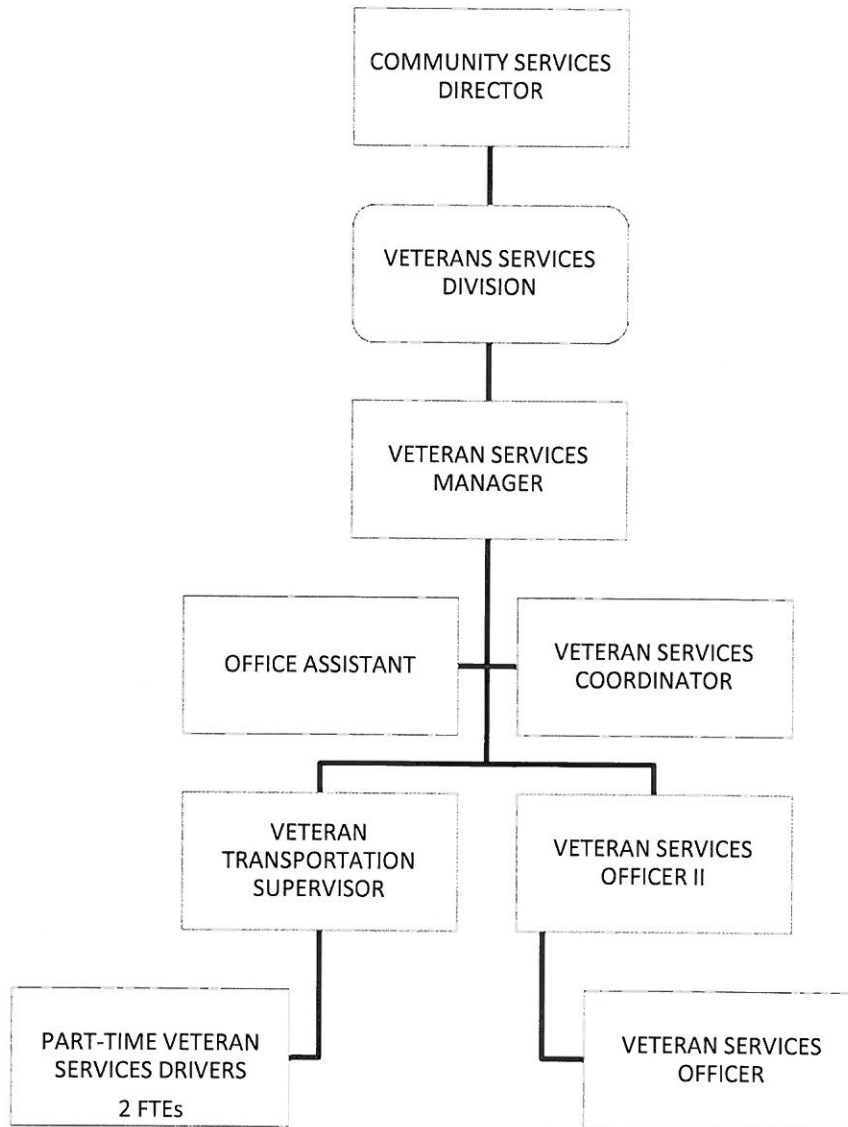 COMMUNITY SERVICES
DIRECTOR
VETERANS SERVICES
DIVISION
VETERAN SERVICES
MANAGER
OFFICE ASSISTANT
VETERAN SERVICES
COORDINATOR
VETERAN
TRANSPORTATION
SUPERVISOR
VETERAN SERVICES
OFFICER II
PART-TIME VETERAN
SERVICES DRIVERS
2 FTEs
VETERAN SERVICES
OFFICER